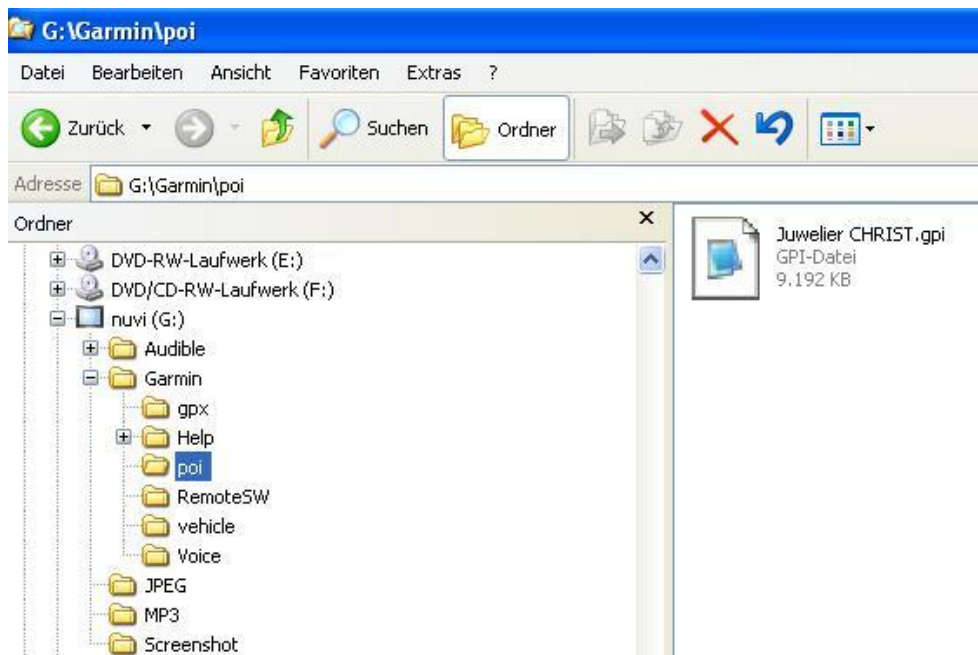 G:\Garmin\poi
Datei Bearbeiten Ansicht Favoriten Extras ?
Zurück Suchen Ordner
Adresse G:\Garmin\poi
Ordner
DVD-RW-Laufwerk (E:)
DVD/CD-RW-Laufwerk (F:)
nuvi (G:)
Audible
Garmin
gpx
Help
poi
RemoteSW
vehicle
Voice
JPEG
MP3
Screenshot
Juwelier CHRIST.gpi
GPI-Datei
9.192 KB